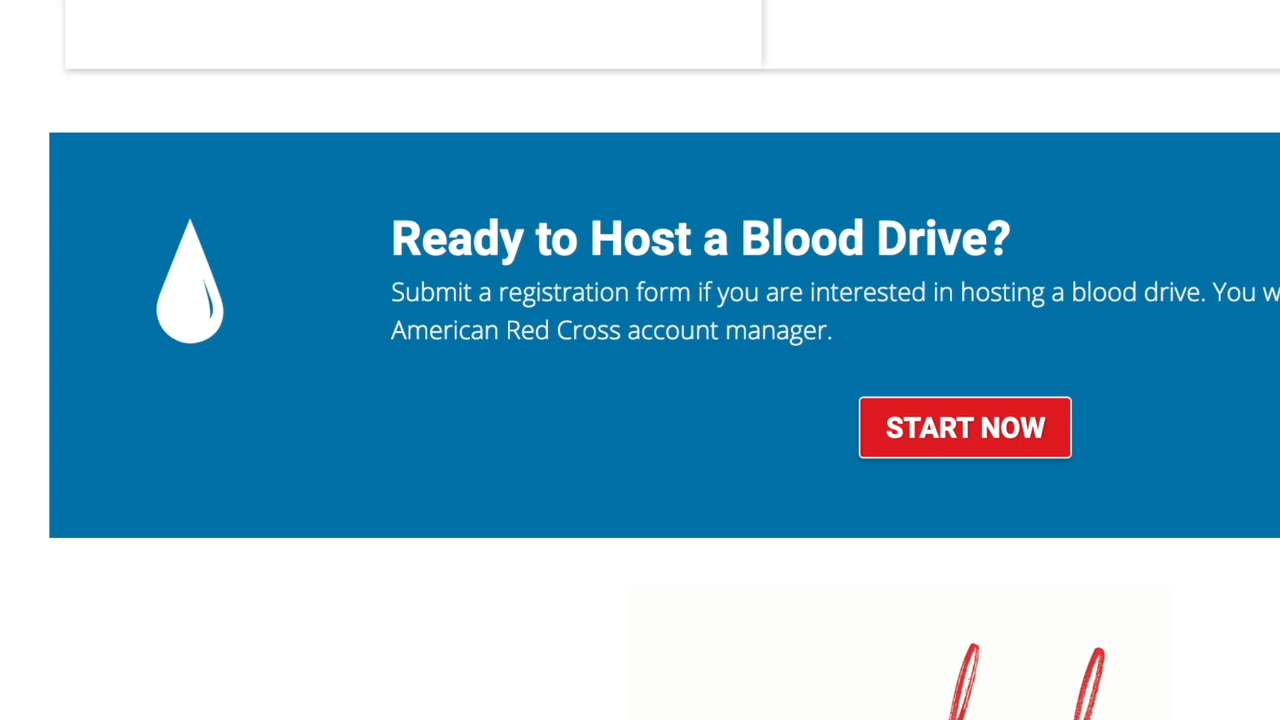 Ready to Host a Blood Drive?
Submit a registration form if you are interested in hosting a blood drive. You
American Red Cross account manager.
START NOW